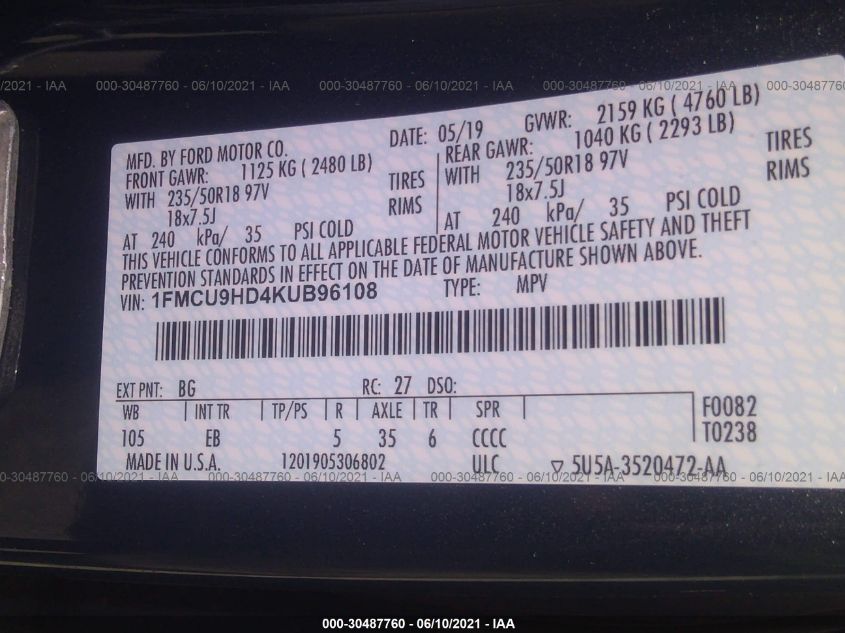 6/10/2021 - IAA 000-30487760 - 06/10/2021 - IAA 000-30487760 - 06/10/2021 - IAA 000-30487760 - 06/10/2021 - IAA
MFD. BY FORD MOTOR CO. DATE: 05/19 GVWR: 2159 KG ( 4760 LB)
FRONT GAWR: 1125 KG ( 2480 LB) REAR GAWR: 1040 KG ( 2293 LB)
WITH 235/50R18 97V TIRES WITH 235/50R18 97V TIRES
18x7.5J RIMS 18x7.5J RIMS
AT 240 kPa/ 35 PSI COLD AT 240 kPa/ 35 PSI COLD
THIS VEHICLE CONFORMS TO ALL APPLICABLE FEDERAL MOTOR VEHICLE SAFETY AND THEFT
PREVENTION STANDARDS IN EFFECT ON THE DATE OF MANUFACTURE SHOWN ABOVE.
VIN: 1FMCU9HD4KUB96108 TYPE: MPV
EXT PNT: BG RC: 27 DSO:
WB INT TR TP/PS R AXLE TR SPR F0082
105 EB 5 35 6 CCCC T0238
MADE IN U.S.A. 1201905306802 ULC 5U5A-3520472-AA
000-30487760 - 06/10/2021 - IAA 000-30487760 - 06/10/2021 - IAA 000-30487760 - 06/10/2021 - IAA 000-30487760 - 06/10/2
000-30487760 - 06/10/2021 - IAA